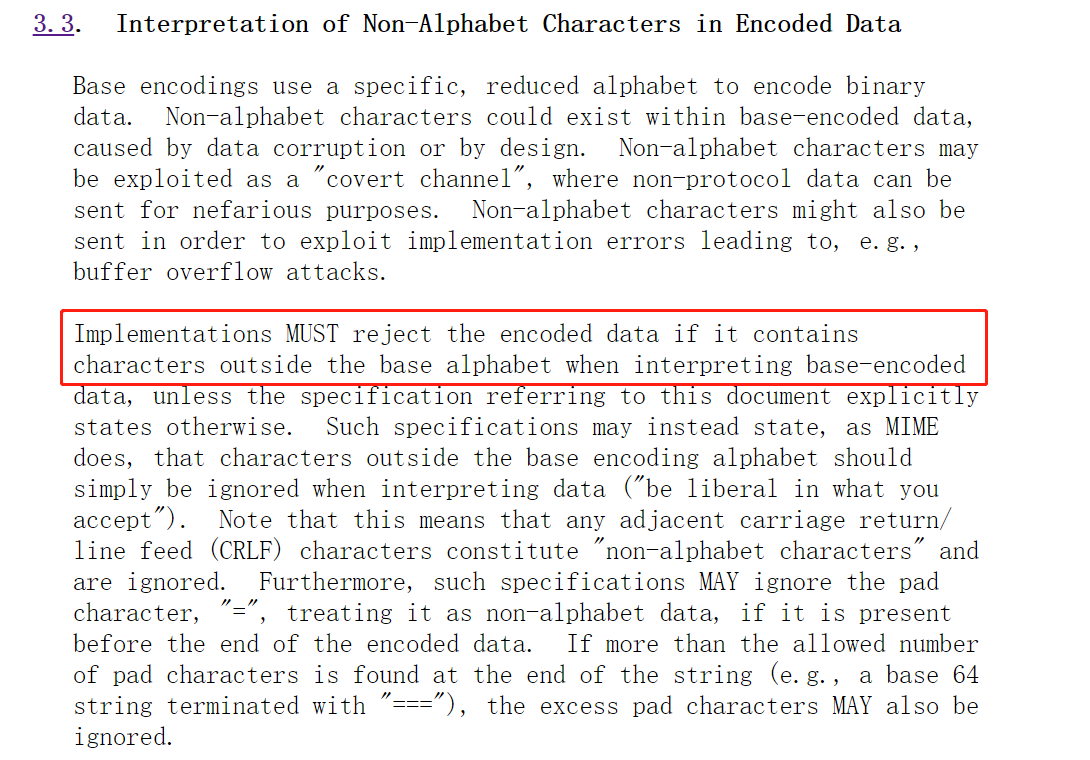 3.3. Interpretation of Non-Alphabet Characters in Encoded Data
Base encodings use a specific, reduced alphabet to encode binary
data. Non-alphabet characters could exist within base-encoded data,
caused by data corruption or by design. Non-alphabet characters may
be exploited as a "covert channel", where non-protocol data can be
sent for nefarious purposes. Non-alphabet characters might also be
sent in order to exploit implementation errors leading to, e.g.,
buffer overflow attacks.
Implementations MUST reject the encoded data if it contains
characters outside the base alphabet when interpreting base-encoded
data, unless the specification referring to this document explicitly
states otherwise. Such specifications may instead state, as MIME
does, that characters outside the base encoding alphabet should
simply be ignored when interpreting data ("be liberal in what you
accept"). Note that this means that any adjacent carriage return/
line feed (CRLF) characters constitute "non-alphabet characters" and
are ignored. Furthermore, such specifications MAY ignore the pad
character, "=", treating it as non-alphabet data, if it is present
before the end of the encoded data. If more than the allowed number
of pad characters is found at the end of the string (e.g., a base 64
string terminated with "==="), the excess pad characters MAY also be
ignored.